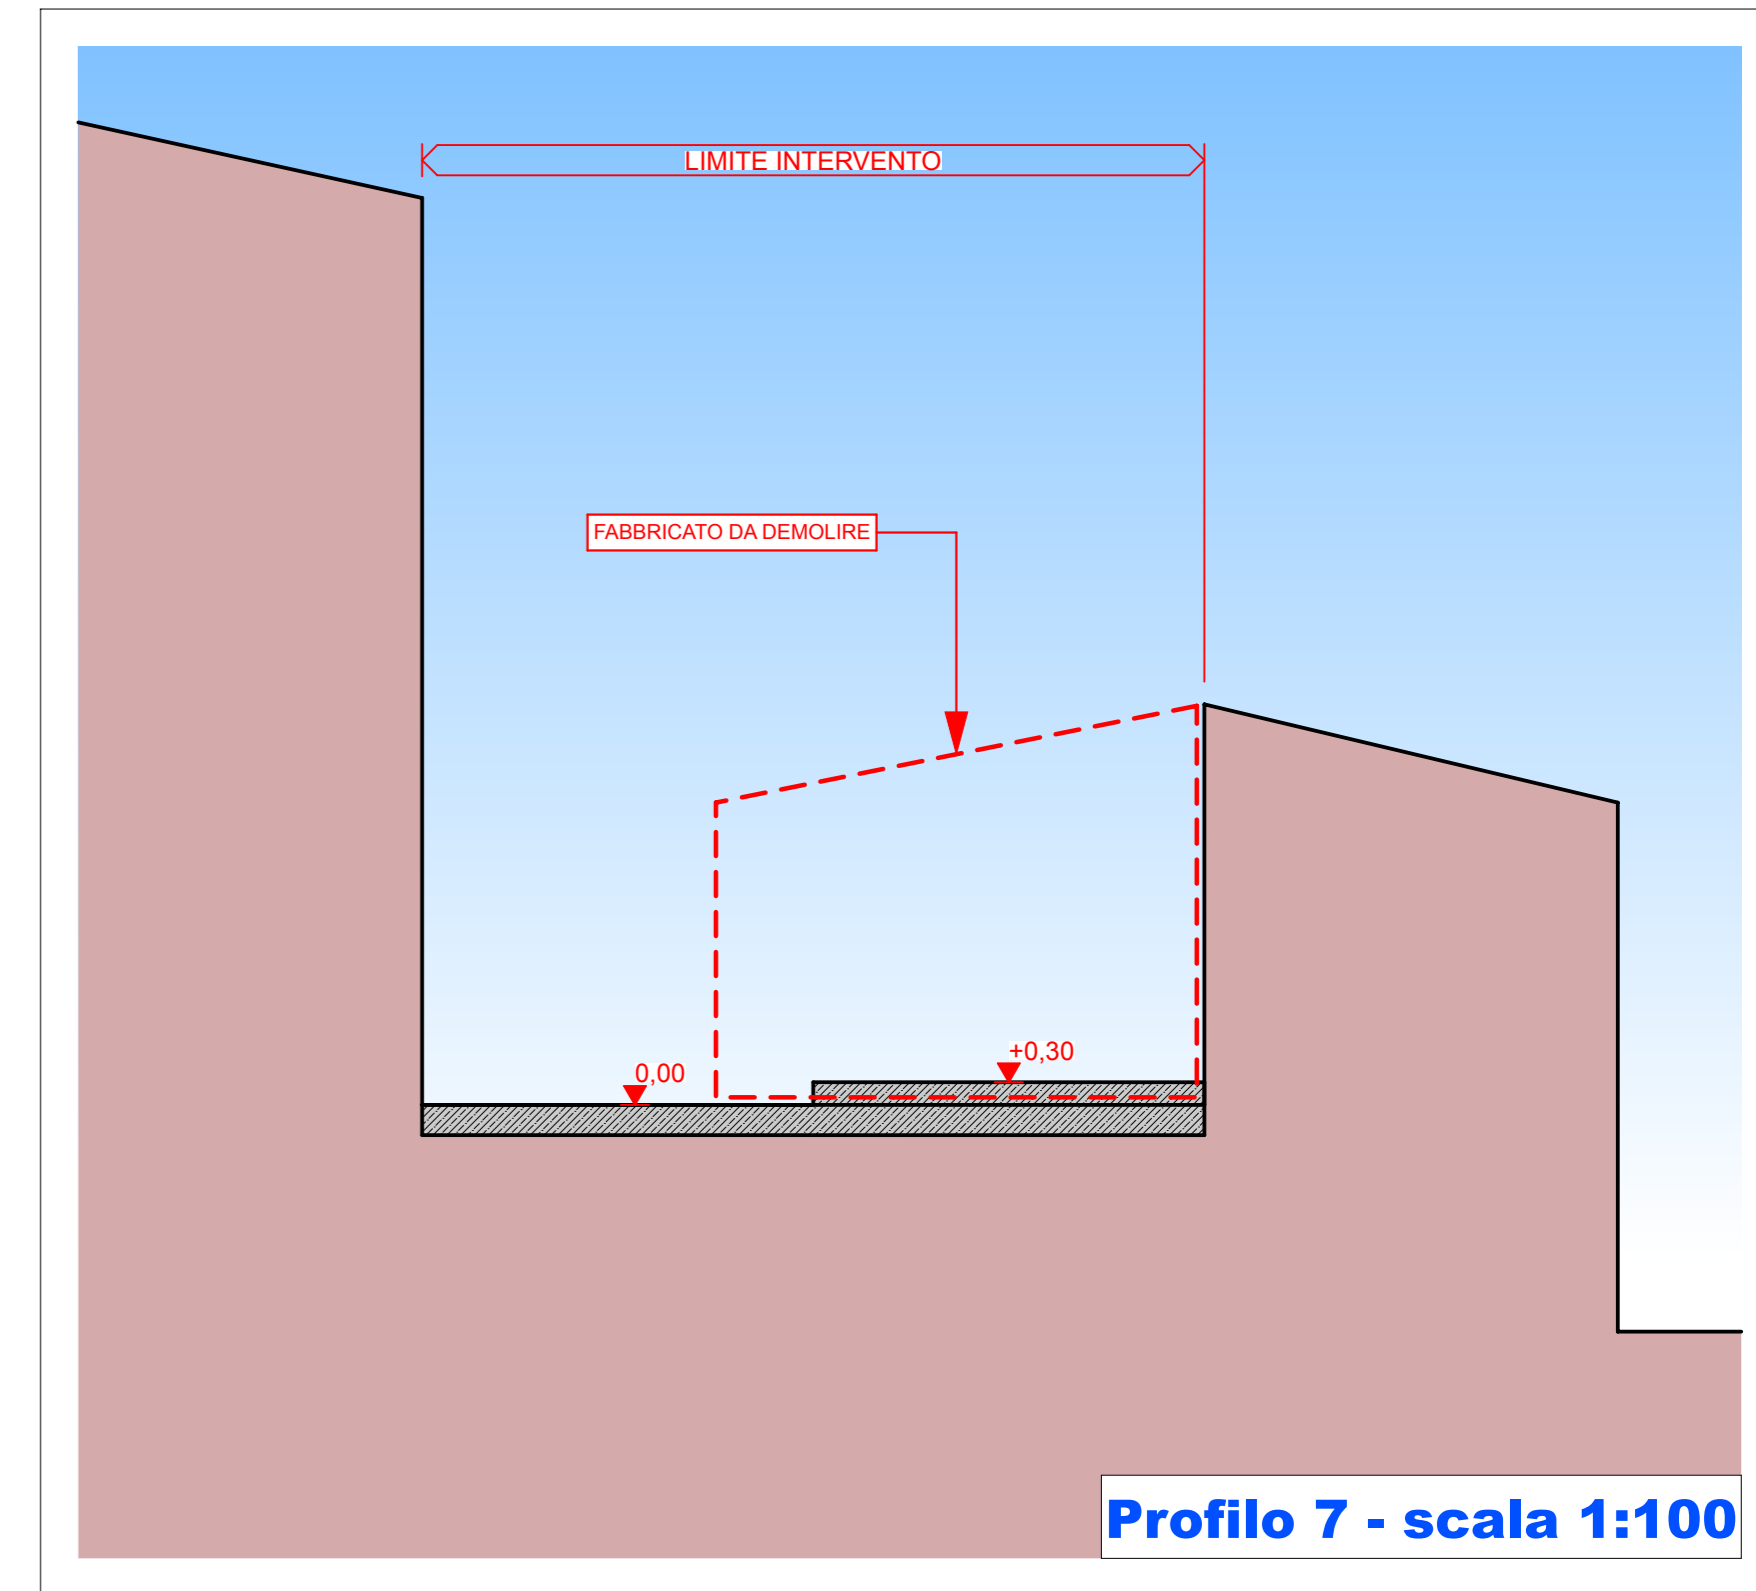 LIMITE INTERVENTO
FABBRICATO DA DEMOLIRE
+0,30
0,00
Profilo 7 - scala 1:100